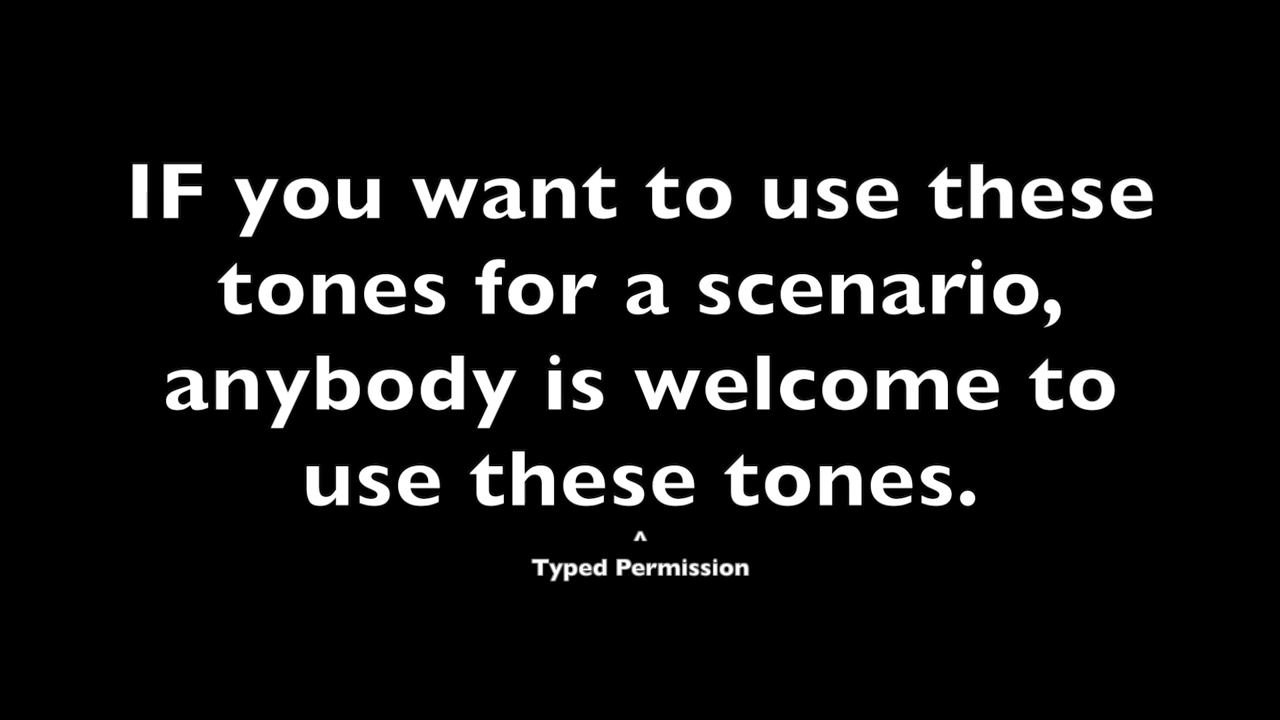 IF you want to use these
tones for a scenario,
anybody is welcome to
use these tones.
^
Typed Permission